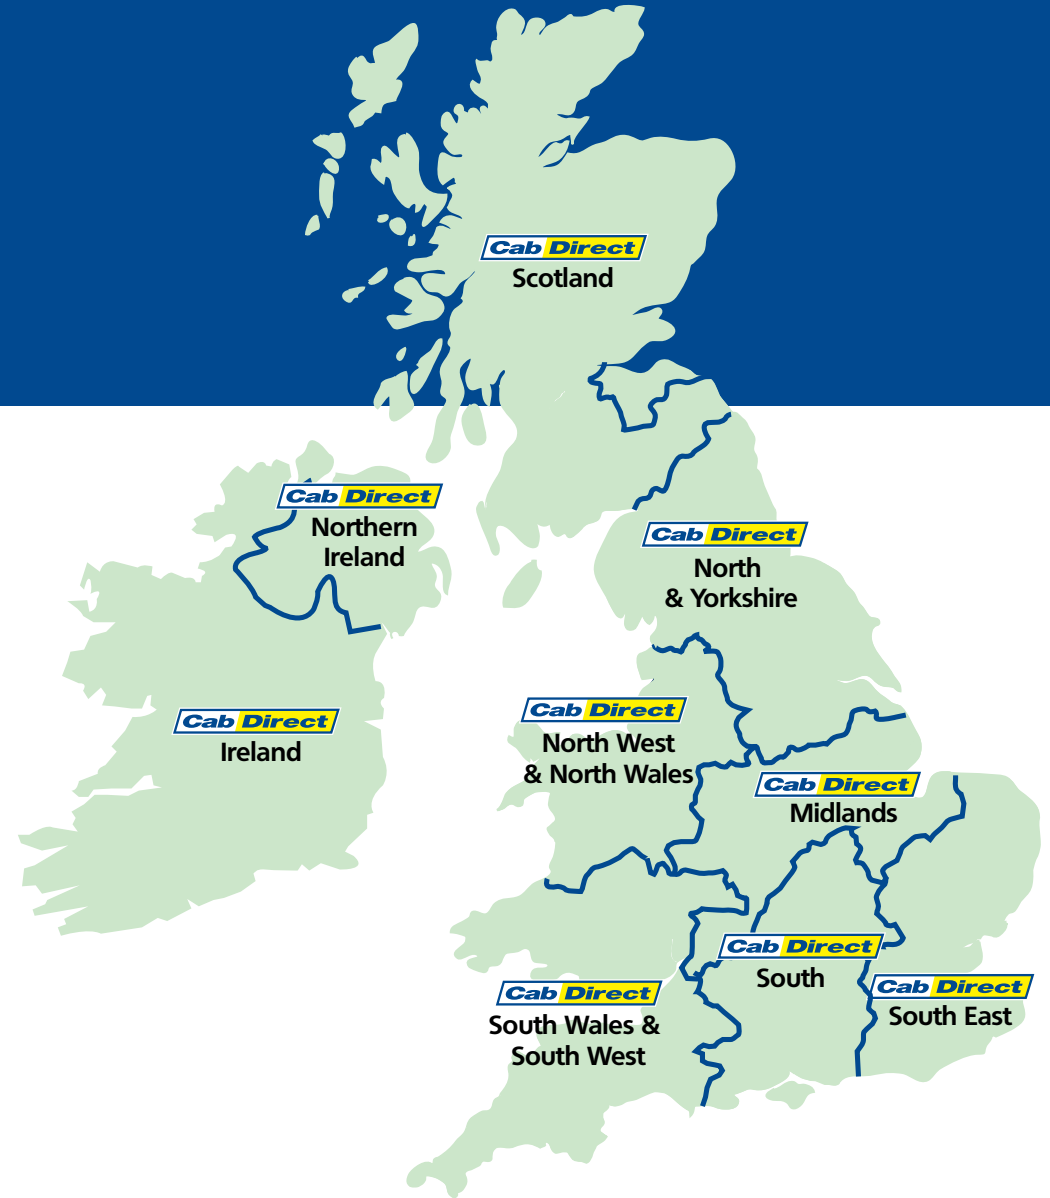 Cab Direct
Scotland
Cab Direct
Northern
Ireland
Cab Direct
North
& Yorkshire
Cab Direct
Ireland
Cab Direct
North West
& North Wales
Cab Direct
Midlands
Cab Direct
South
Cab Direct
South East
Cab Direct
South Wales &
South West